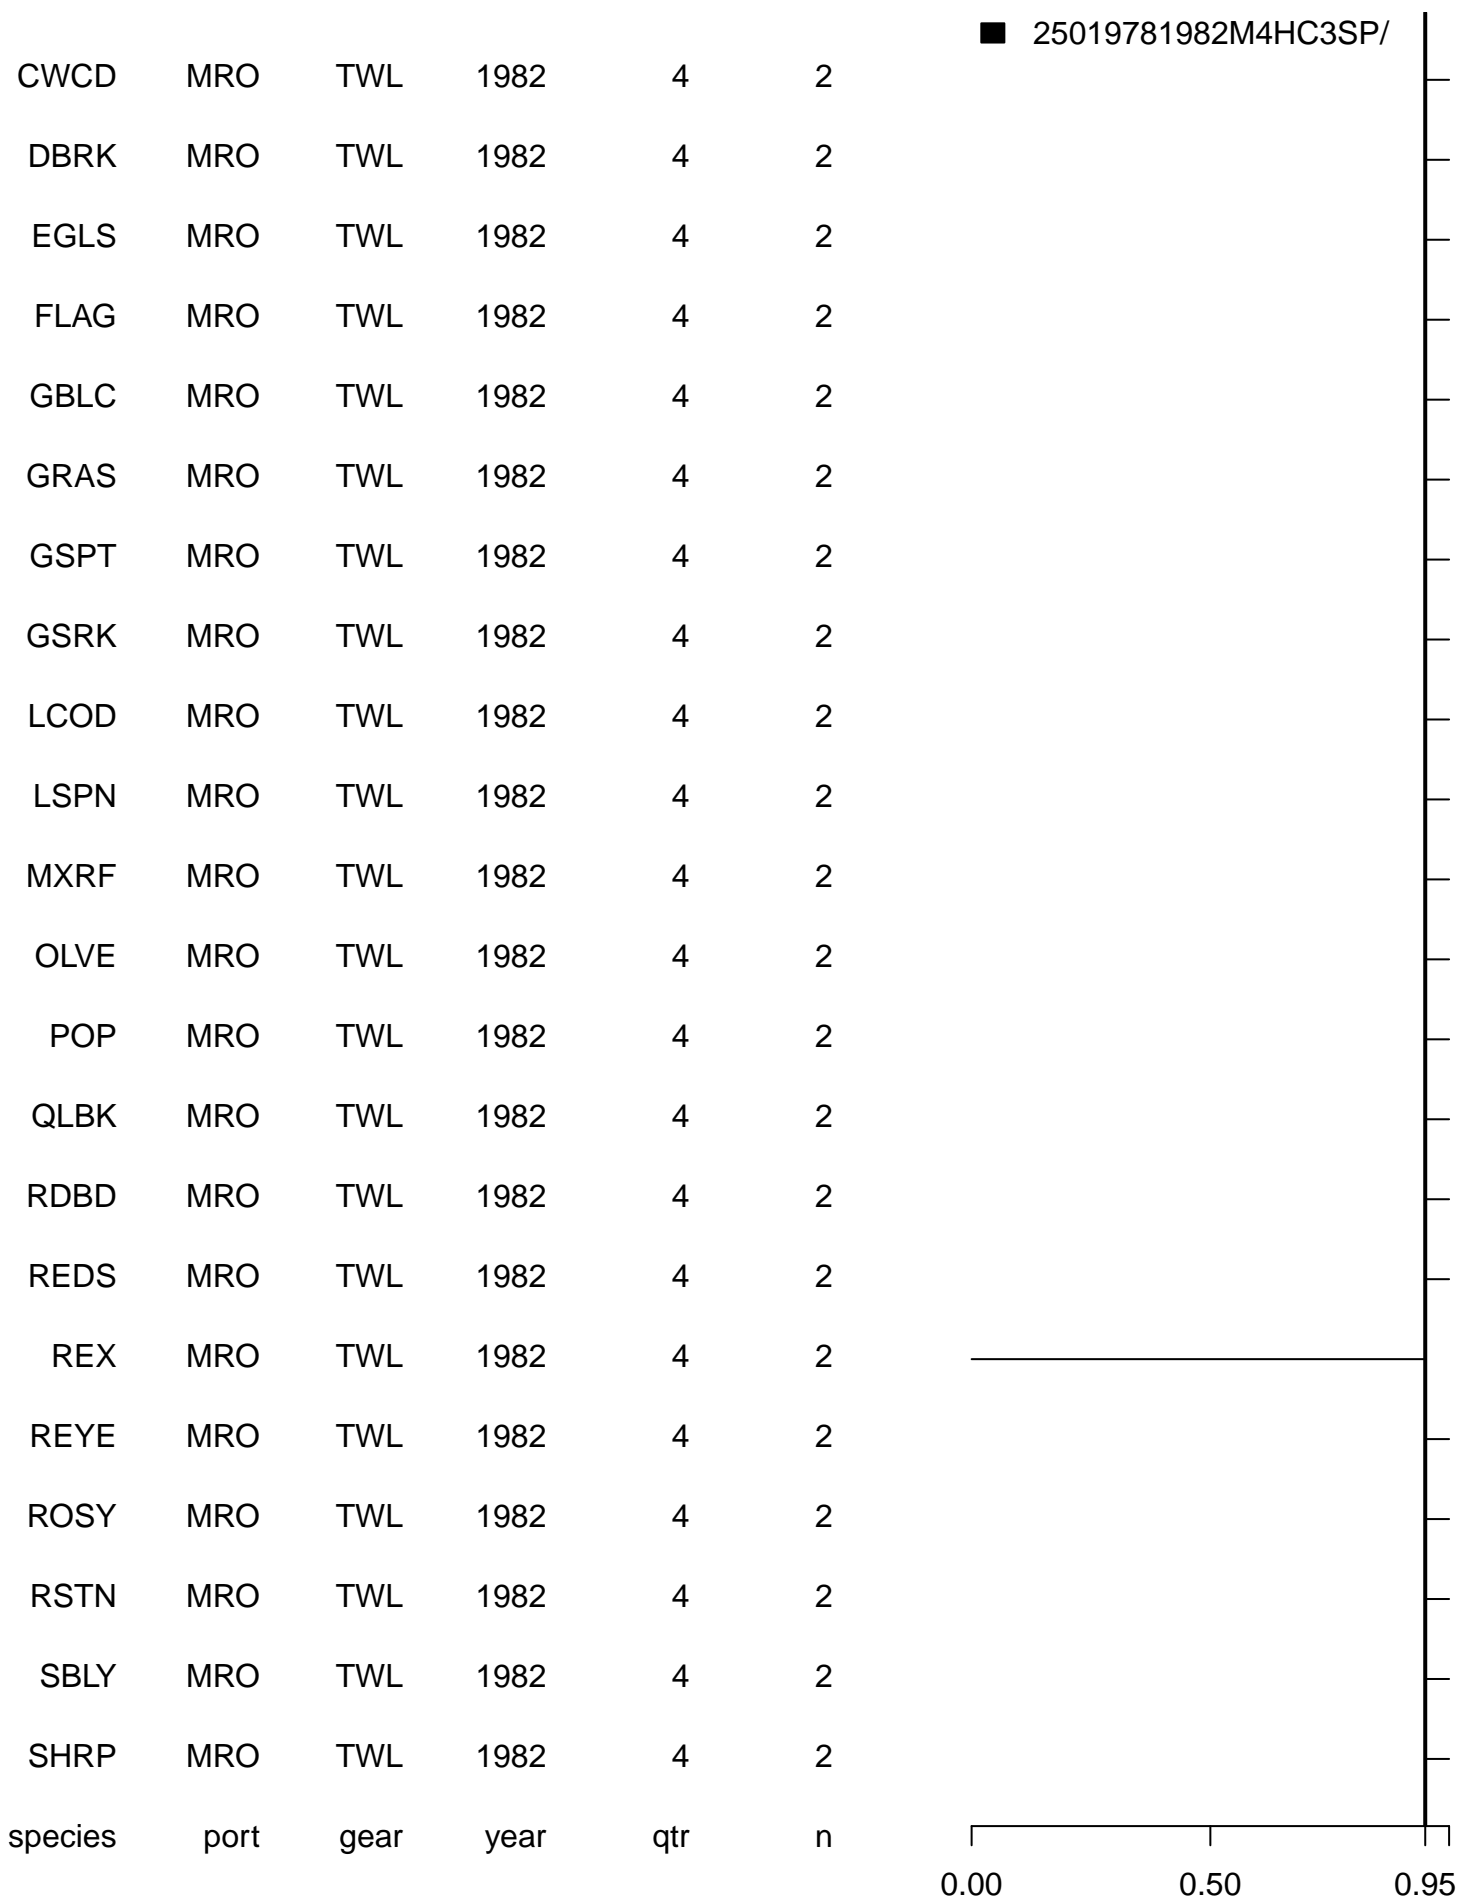 25019781982M4HC3SP/
CWCD MRO TWL 1982 4 2
DBRK MRO TWL 1982 4 2
EGLS MRO TWL 1982 4 2
FLAG MRO TWL 1982 4 2
GBLC MRO TWL 1982 4 2
GRAS MRO TWL 1982 4 2
GSPT MRO TWL 1982 4 2
GSRK MRO TWL 1982 4 2
LCOD MRO TWL 1982 4 2
LSPN MRO TWL 1982 4 2
MXRF MRO TWL 1982 4 2
OLVE MRO TWL 1982 4 2
POP MRO TWL 1982 4 2
QLBK MRO TWL 1982 4 2
RDBD MRO TWL 1982 4 2
REDS MRO TWL 1982 4 2
REX MRO TWL 1982 4 2
REYE MRO TWL 1982 4 2
ROSY MRO TWL 1982 4 2
RSTN MRO TWL 1982 4 2
SBLY MRO TWL 1982 4 2
SHRP MRO TWL 1982 4 2
species port gear year qtr n
0.00 0.50 0.95